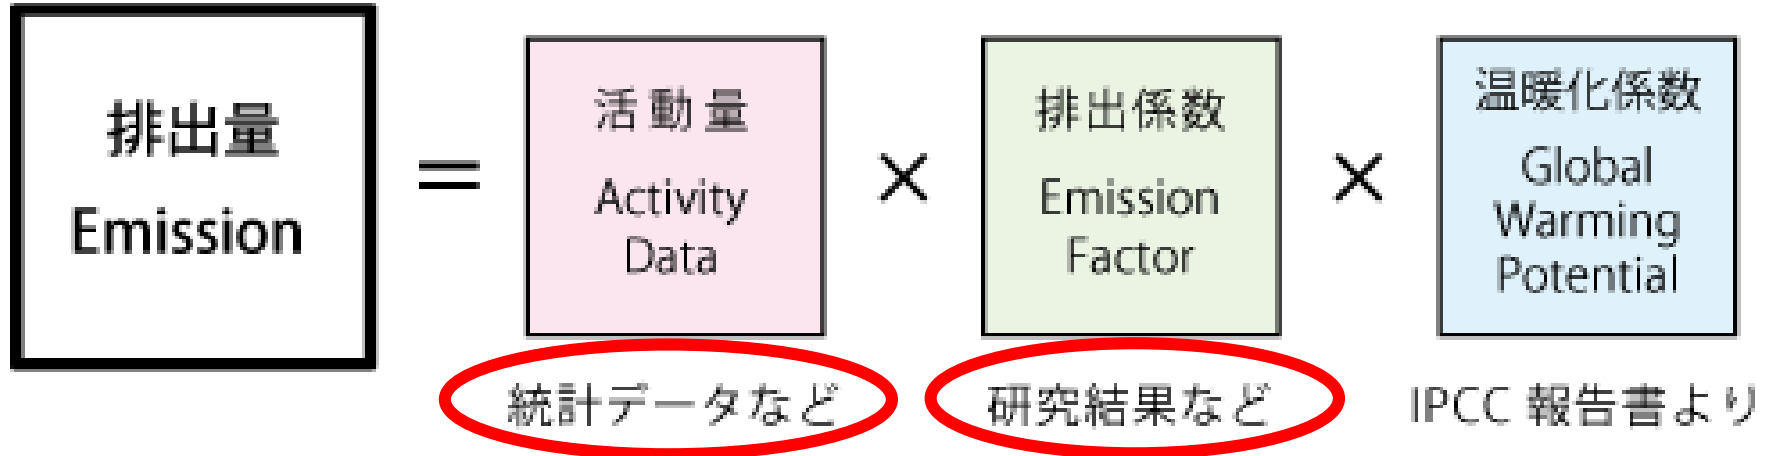 排出量
Emission
=
活動量
Activity
Data
×
排出係数
Emission
Factor
×
温暖化係数
Global
Warming
Potential
統計データなど
研究結果など
IPCC 報告書より